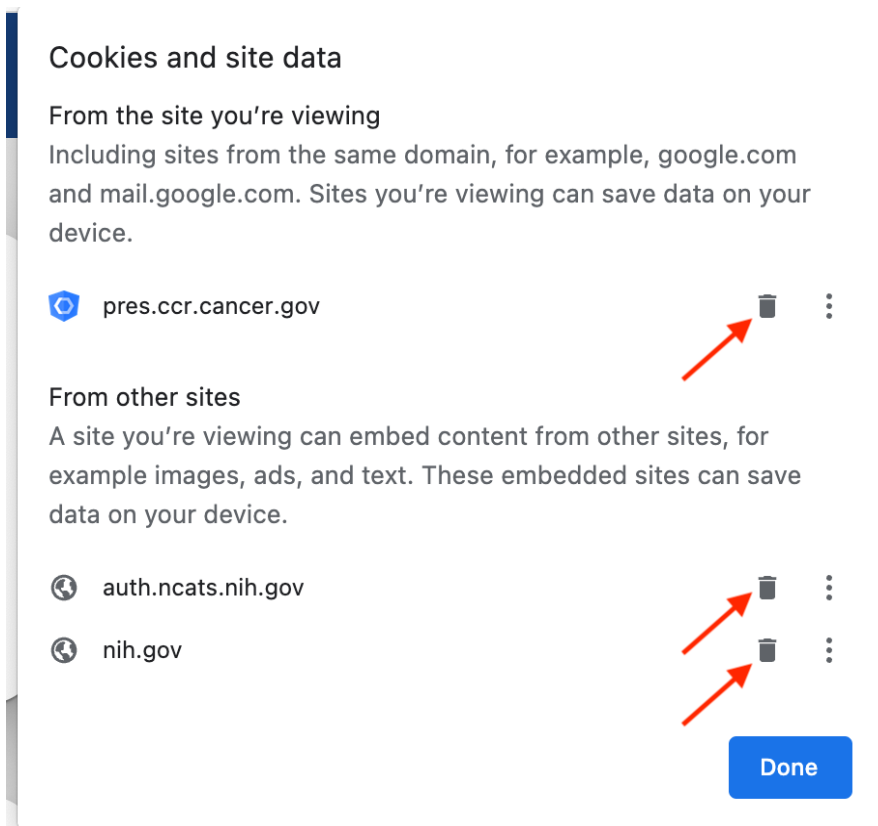 Cookies and site data
From the site you’re viewing
Including sites from the same domain, for example, google.com
and mail.google.com. Sites you’re viewing can save data on your
device.
pres.ccr.cancer.gov
From other sites
A site you’re viewing can embed content from other sites, for
example images, ads, and text. These embedded sites can save
data on your device.
auth.ncats.nih.gov
nih.gov
Done